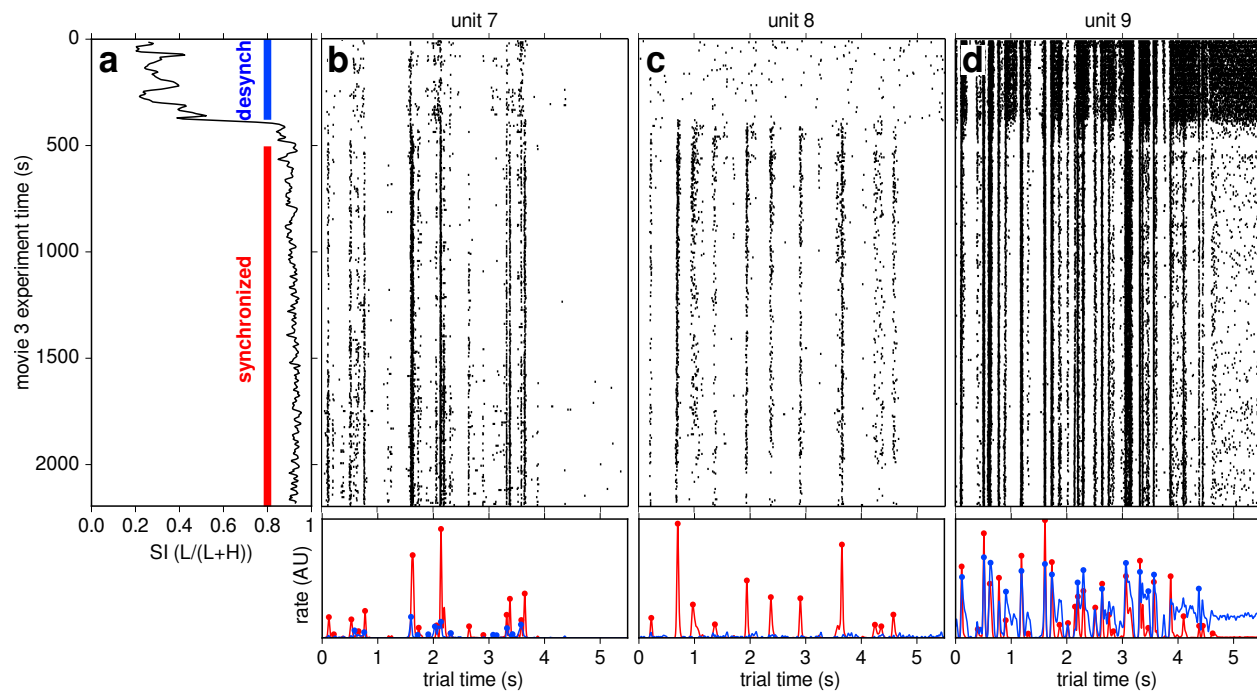 unit 7
unit 8
unit 9
a
b
c
d
desynch
synchronized
0
500
1000
1500
2000
movie 3 experiment time (s)
0.0 0.2 0.4 0.6 0.8
SI (L/(L+H))
1
rate (AU)
0 1 2 3 4 5
0 1 2 3 4 5
0 1 2 3 4 5
trial time (s)
trial time (s)
trial time (s)